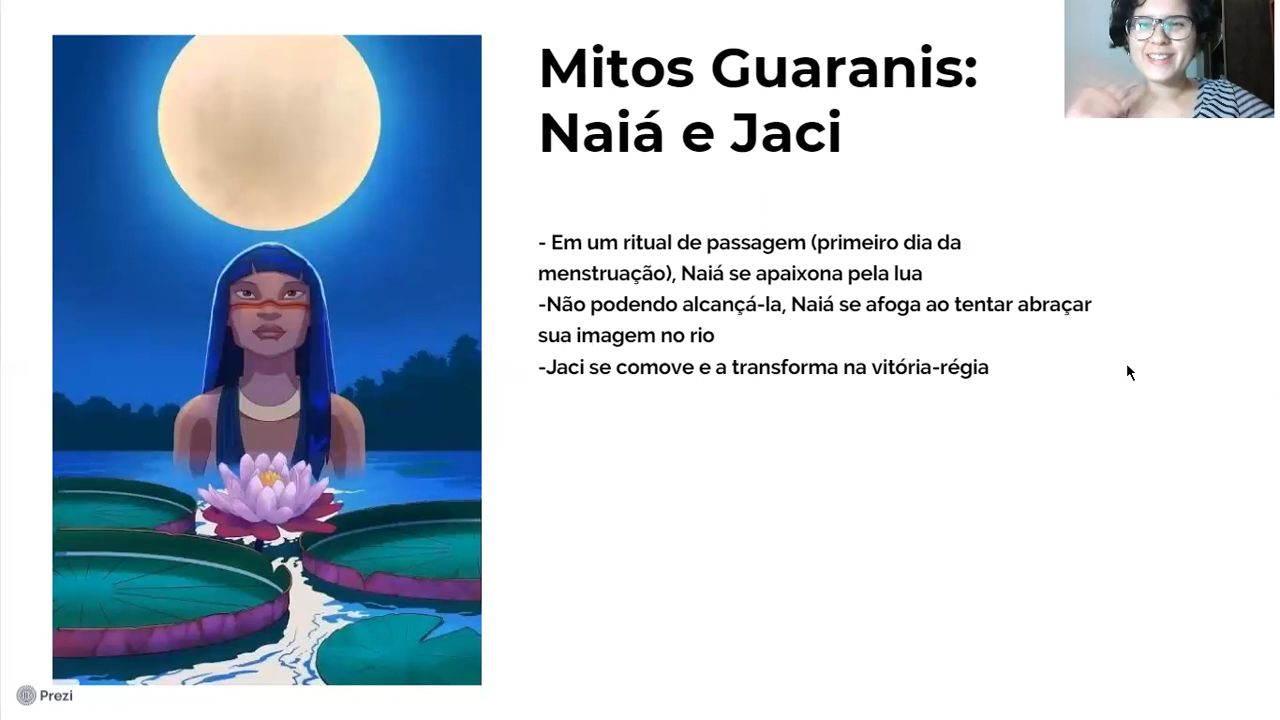 Mitos Guaranis:
Naiá e Jaci
- Em um ritual de passagem (primeiro dia da
menstruação), Naiá se apaixona pela lua
-Não podendo alcançá-la, Naiá se afoga ao tentar abraçar
sua imagem no rio
-Jaci se comove e a transforma na vitória-régia
Prezi